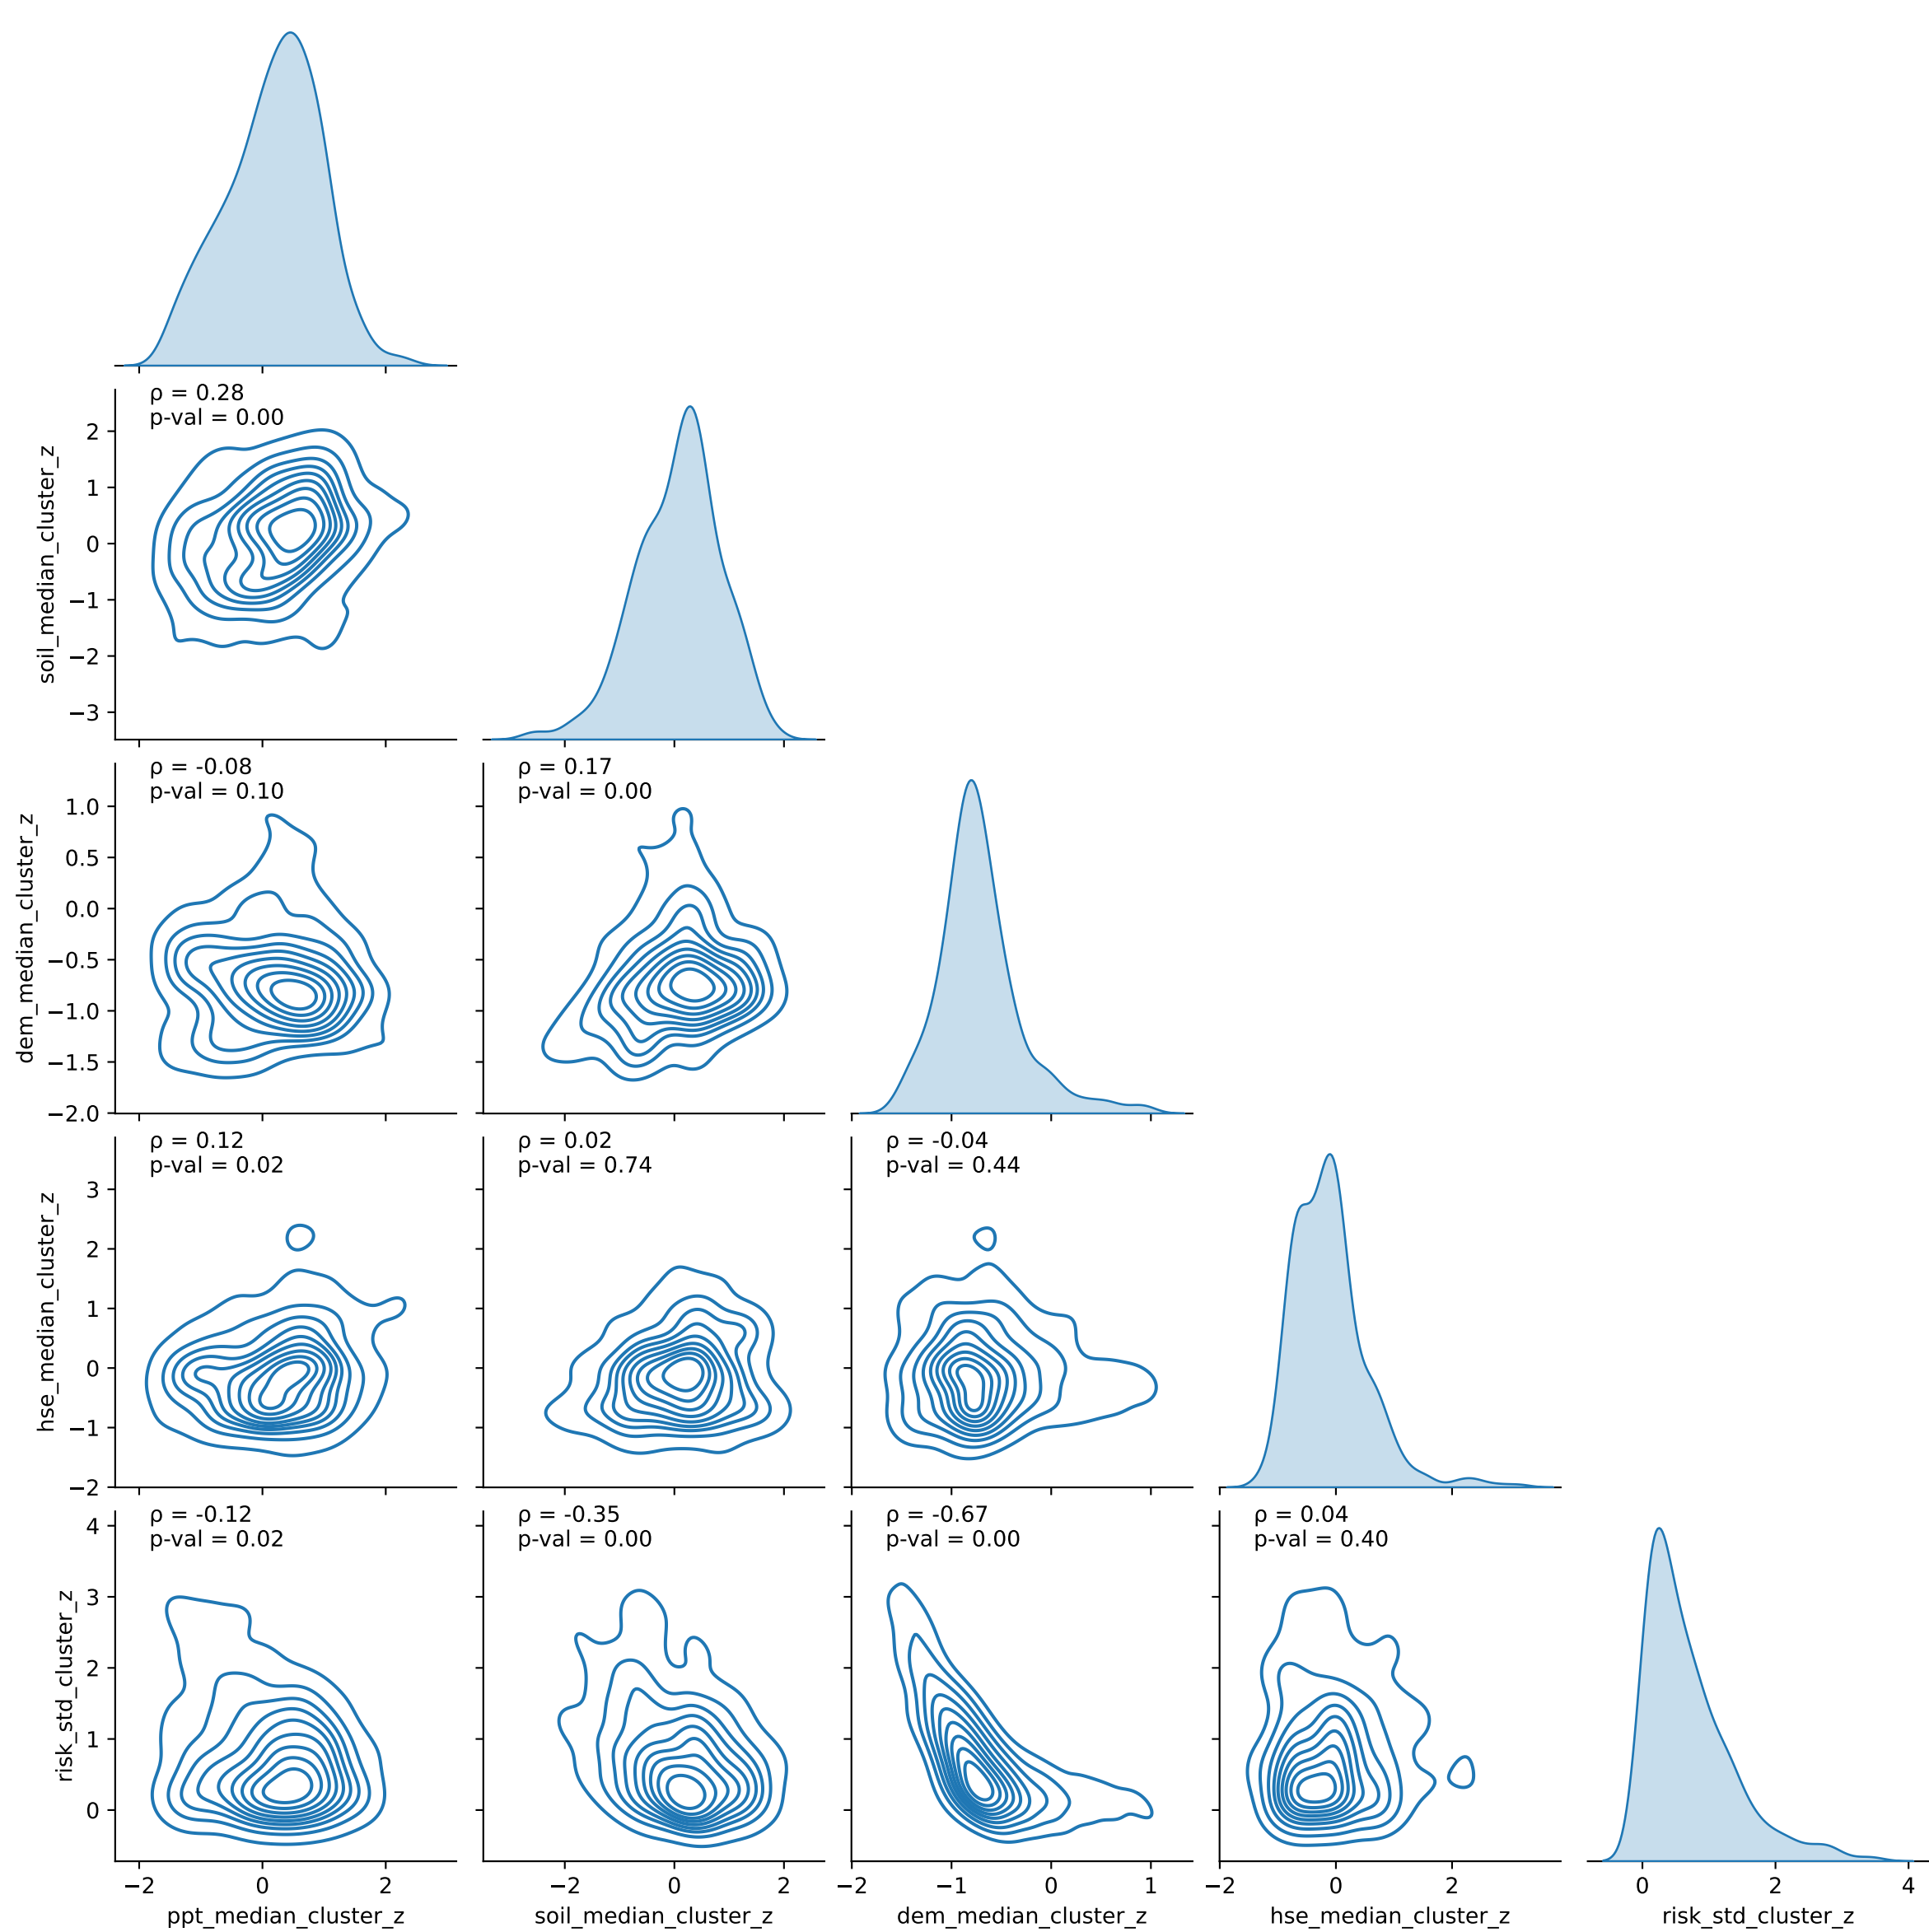 ρ = 0.28
p-val = 0.00
soil_median_cluster_z
2
1
0
−1
−2
−3
ρ = -0.08
p-val = 0.10
ρ = 0.17
p-val = 0.00
dem_median_cluster_z
1.0
0.5
0.0
−0.5
−1.0
−1.5
−2.0
ρ = 0.12
p-val = 0.02
ρ = 0.02
p-val = 0.74
ρ = -0.04
p-val = 0.44
hse_median_cluster_z
3
2
1
0
−1
−2
ρ = -0.12
p-val = 0.02
ρ = -0.35
p-val = 0.00
ρ = -0.67
p-val = 0.00
ρ = 0.04
p-val = 0.40
risk_std_cluster_z
4
3
2
1
0
−2 0 2
−2 0 2
−2 −1 0 1
−2 0 2
0 2 4
ppt_median_cluster_z
soil_median_cluster_z
dem_median_cluster_z
hse_median_cluster_z
risk_std_cluster_z